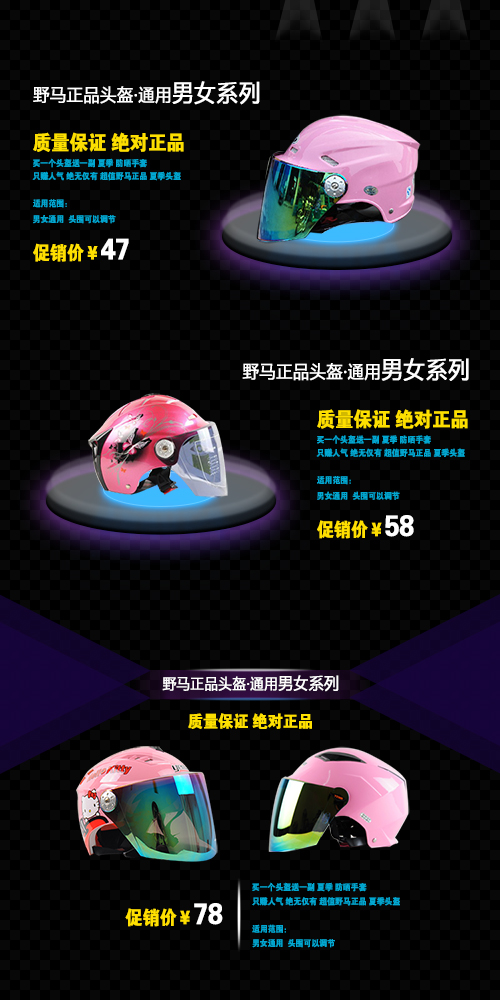 野马正品头盔·通用男女系列
质量保证 绝对正品
买一个头盔送一副 夏季 防晒手套
只赚人气 绝无仅有 超值野马正品 夏季头盔
适用范围：
男女通用 头围可以调节
促销价￥47
野马正品头盔·通用男女系列
质量保证 绝对正品
买一个头盔送一副 夏季 防晒手套
只赚人气 绝无仅有 超值野马正品 夏季头盔
适用范围：
男女通用 头围可以调节
促销价￥58
野马正品头盔·通用男女系列
质量保证 绝对正品
促销价￥78
买一个头盔送一副 夏季 防晒手套
只赚人气 绝无仅有 超值野马正品 夏季头盔
适用范围：
男女通用 头围可以调节